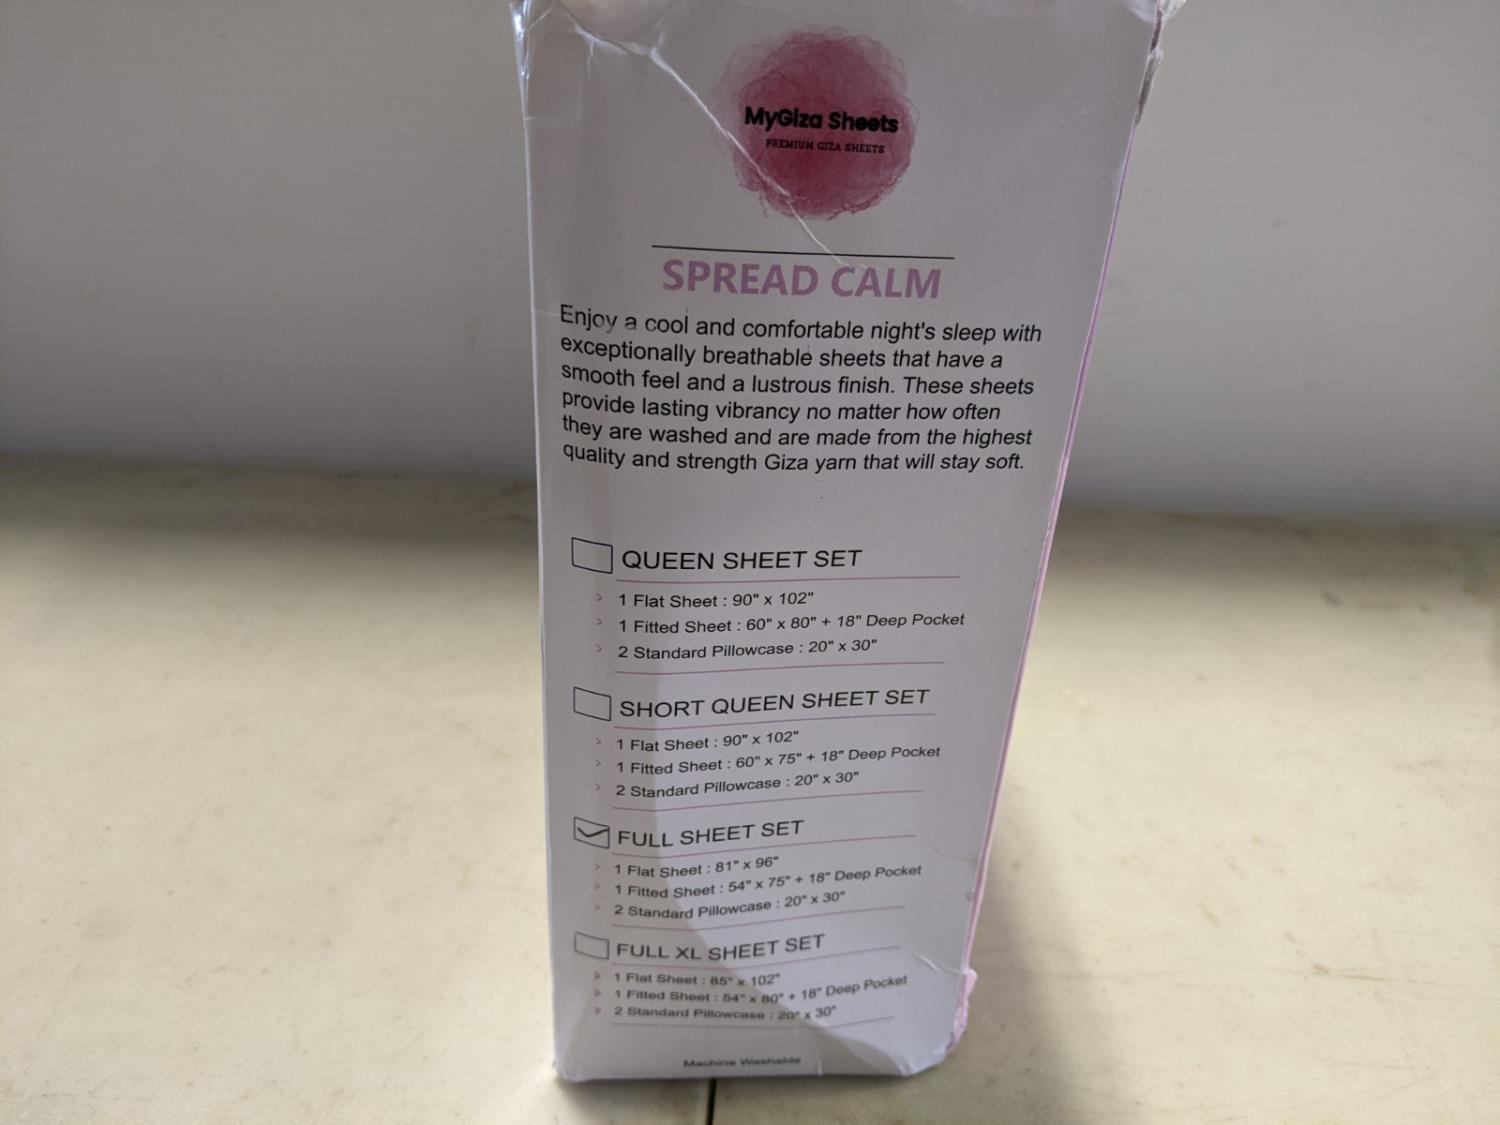 MyGiza Sheets
PREMIUM GIZA SHEETS
SPREAD CALM
Enjoy a cool and comfortable night's sleep with
exceptionally breathable sheets that have a
smooth feel and a lustrous finish. These sheets
provide lasting vibrancy no matter how often
they are washed and are made from the highest
quality and strength Giza yarn that will stay soft.
QUEEN SHEET SET
> 1 Flat Sheet : 90" x 102"
> 1 Fitted Sheet : 60" x 80" + 18" Deep Pocket
> 2 Standard Pillowcase : 20" x 30"
SHORT QUEEN SHEET SET
> 1 Flat Sheet : 90" x 102"
> 1 Fitted Sheet : 60" x 75" + 18" Deep Pocket
> 2 Standard Pillowcase : 20" x 30"
FULL SHEET SET
> 1 Flat Sheet : 81" x 96"
> 1 Fitted Sheet : 54" x 75" + 18" Deep Pocket
> 2 Standard Pillowcase : 20" x 30"
FULL XL SHEET SET
> 1 Flat Sheet : 85" x 102"
> 1 Fitted Sheet : 54" x 80" + 18" Deep Pocket
> 2 Standard Pillowcase : 20" x 30"
Machine Washable